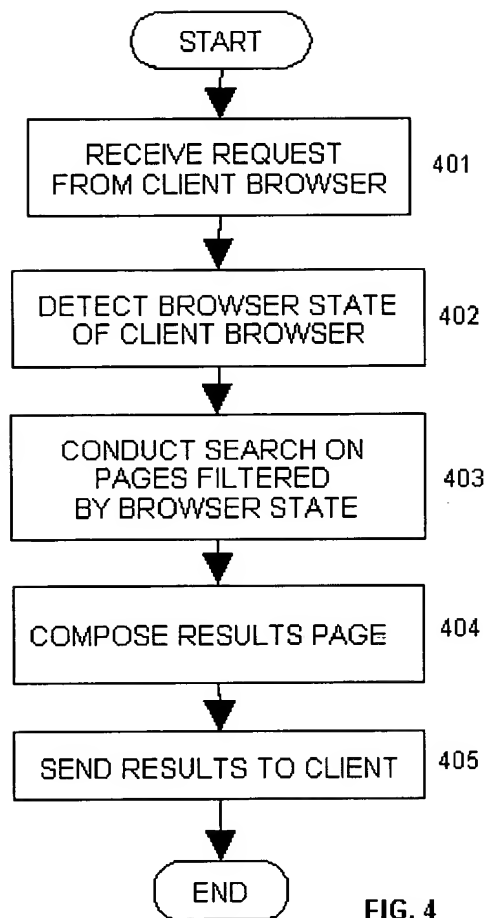 START
RECEIVE REQUEST
FROM CLIENT BROWSER
401
DETECT BROWSER STATE
OF CLIENT BROWSER
402
CONDUCT SEARCH ON
PAGES FILTERED
BY BROWSER STATE
403
COMPOSE RESULTS PAGE
404
SEND RESULTS TO CLIENT
405
END
FIG. 4